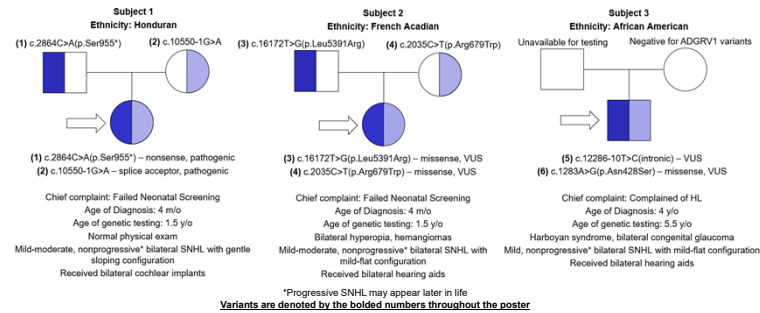 Subject 1
Ethnicity: Honduran
(1) c.2864C>A(p.Ser955*)
(2) c.10550-1G>A
(1) c.2864C>A(p.Ser955*) – nonsense, pathogenic
(2) c.10550-1G>A – splice acceptor, pathogenic
Chief complaint: Failed Neonatal Screening
Age of Diagnosis: 4 m/o
Age of genetic testing: 1.5 y/o
Normal physical exam
Mild-moderate, nonprogressive* bilateral SNHL with gentle
sloping configuration
Received bilateral cochlear implants
Subject 2
Ethnicity: French Acadian
(3) c.16172T>G(p.Leu5391Arg)
(4) c.2035C>T(p.Arg679Trp)
(3) c.16172T>G(p.Leu5391Arg) – missense, VUS
(4) c.2035C>T(p.Arg679Trp) – missense, VUS
Chief complaint: Failed Neonatal Screening
Age of Diagnosis: 4 m/o
Age of genetic testing: 1.5 y/o
Bilateral hyperopia, hemangiomas
Mild-moderate, nonprogressive* bilateral SNHL with
mild-flat configuration
Received bilateral hearing aids
Subject 3
Ethnicity: African American
Unavailable for testing
Negative for ADGRV1 variants
(5) c.12286-10T>C(intronic) – VUS
(6) c.1283A>G(p.Asn428Ser) – missense, VUS
Chief complaint: Complained of HL
Age of Diagnosis: 4 y/o
Age of genetic testing: 5.5 y/o
Harboyan syndrome, bilateral congenital glaucoma
Mild, nonprogressive* bilateral SNHL with mild-flat configuration
Received bilateral hearing aids
*Progressive SNHL may appear later in life
Variants are denoted by the bolded numbers throughout the poster